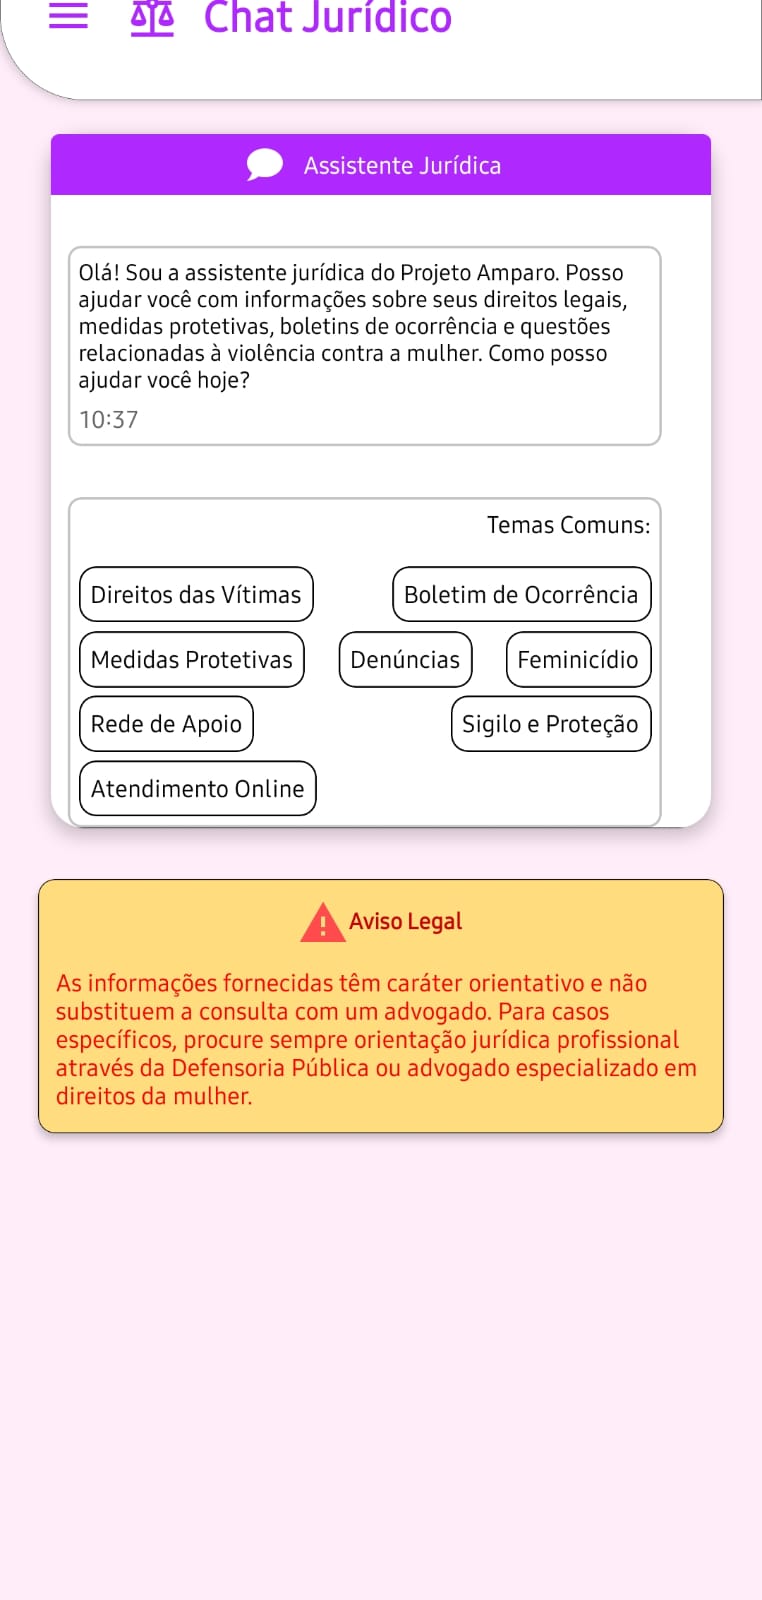 Chat Jurídico
Assistente Jurídica
Olá! Sou a assistente jurídica do Projeto Amparo. Posso
ajudar você com informações sobre seus direitos legais,
medidas protetivas, boletins de ocorrência e questões
relacionadas à violência contra a mulher. Como posso
ajudar você hoje?
10:37
Temas Comuns:
Direitos das Vítimas
Boletim de Ocorrência
Medidas Protetivas
Denúncias
Feminicídio
Rede de Apoio
Sigilo e Proteção
Atendimento Online
Aviso Legal
As informações fornecidas têm caráter orientativo e não
substituem a consulta com um advogado. Para casos
específicos, procure sempre orientação jurídica profissional
através da Defensoria Pública ou advogado especializado em
direitos da mulher.